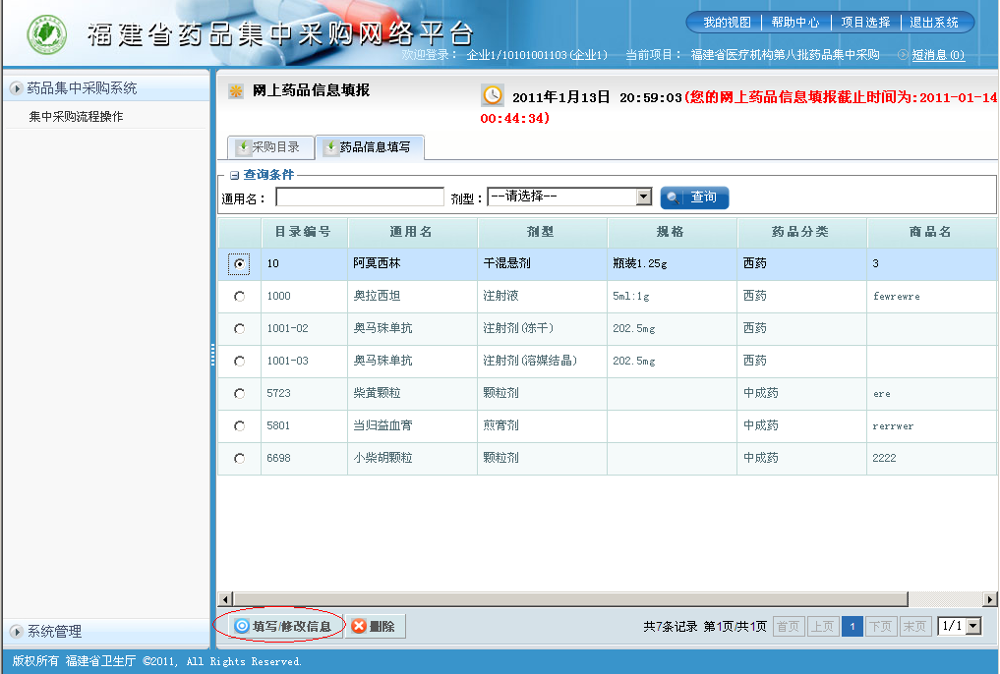 福建省药品集中采购网络平台
我的视图 帮助中心 项目选择 退出系统
欢迎登录： 企业1/10101001103(企业1) 当前项目： 福建省医疗机构第八批药品集中采购 短消息(0)
药品集中采购系统
集中采购流程操作
网上药品信息填报
2011年1月13日 20:59:03(您的网上药品信息填报截止时间为:2011-01-14
00:44:34)
采购目录 药品信息填写
查询条件
通用名： 剂型： --请选择-- 查询
目录编号 通用名 剂型 规格 药品分类 商品名
10 阿莫西林 干混悬剂 瓶装1.25g 西药 3
1000 奥拉西坦 注射液 5ml:1g 西药 fewrewre
1001-02 奥马珠单抗 注射剂(冻干) 202.5mg 西药
1001-03 奥马珠单抗 注射剂(溶媒结晶) 202.5mg 西药
5723 柴黄颗粒 颗粒剂 中成药 ere
5801 当归益血膏 煎膏剂 中成药 rerrwer
6698 小柴胡颗粒 颗粒剂 中成药 2222
填写/修改信息 删除 共7条记录 第1页/共1页 首页 上页 1 下页 末页 1/1
系统管理
版权所有 福建省卫生厅 ©2011, All Rights Reserved.